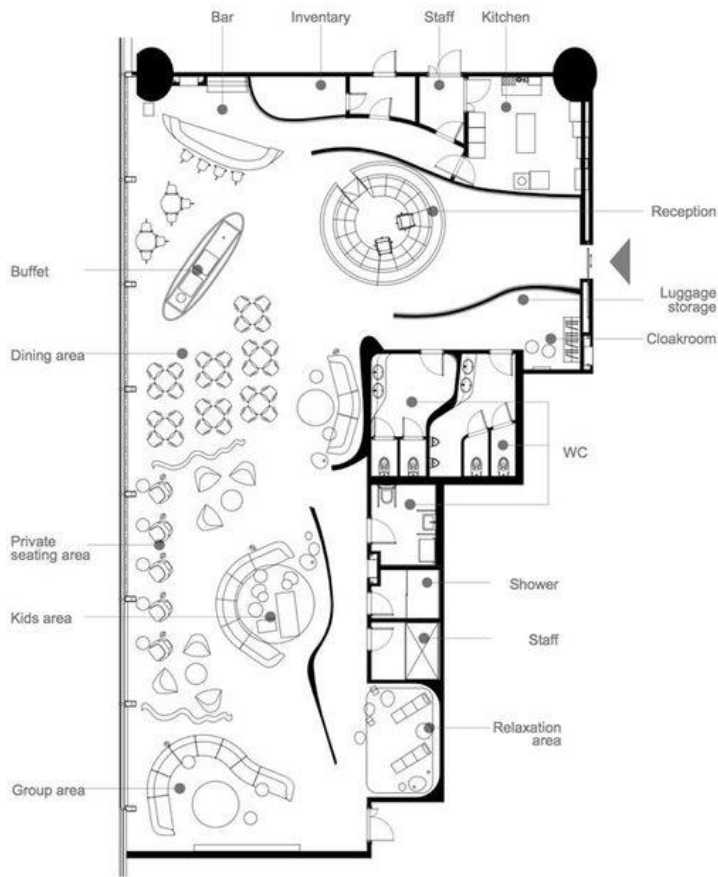 Bar
Inventary
Staff
Kitchen
Reception
Buffet
Luggage
storage
Cloakroom
Dining area
WC
Private
seating area
Shower
Kids area
Staff
Relaxation
area
Group area